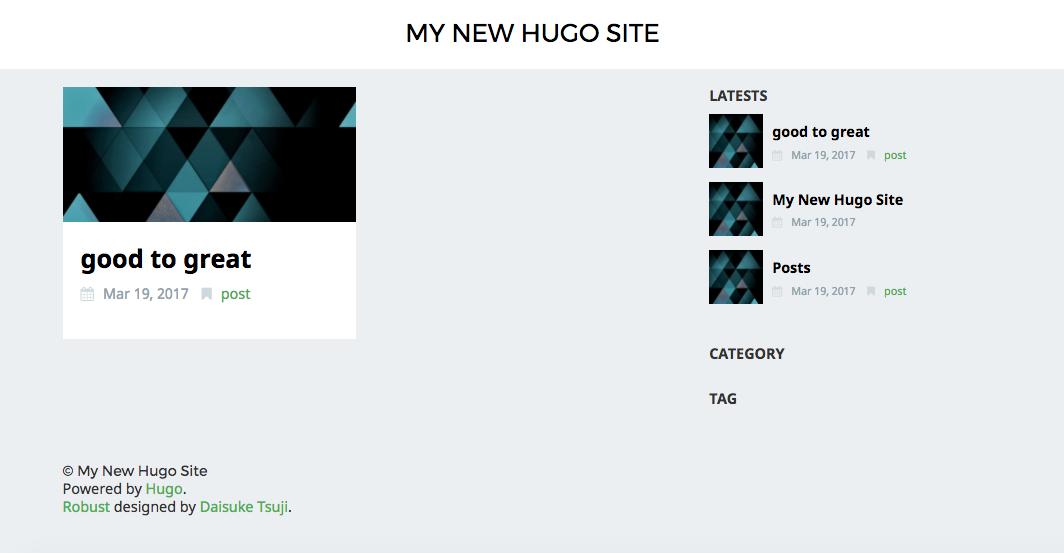 MY NEW HUGO SITE
good to great
Mar 19, 2017 post
LATESTS
good to great
Mar 19, 2017 post
My New Hugo Site
Mar 19, 2017
Posts
Mar 19, 2017 post
CATEGORY
TAG
© My New Hugo Site
Powered by Hugo.
Robust designed by Daisuke Tsuji.